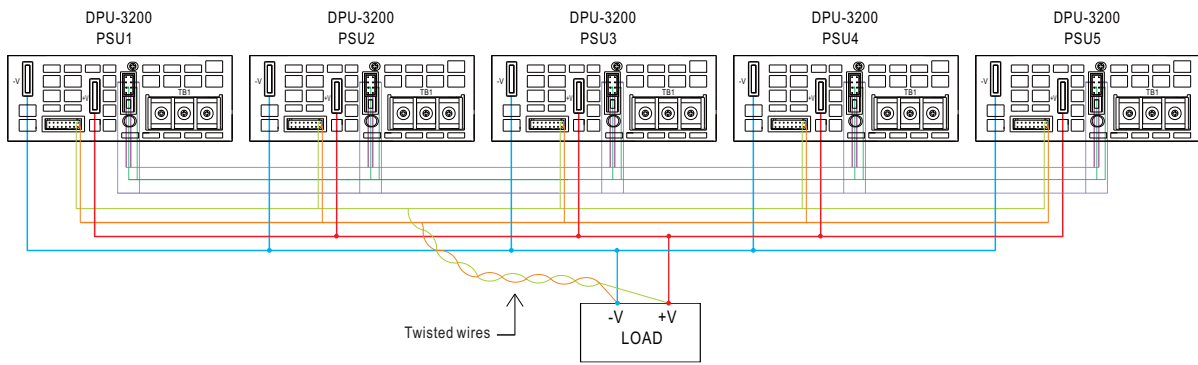 DPU-3200 DPU-3200 DPU-3200 DPU-3200 DPU-3200
PSU1 PSU2 PSU3 PSU4 PSU5
-V +V TB1 -V +V TB1 -V +V TB1 -V +V TB1 -V +V TB1
-V +V
Twisted wires
LOAD